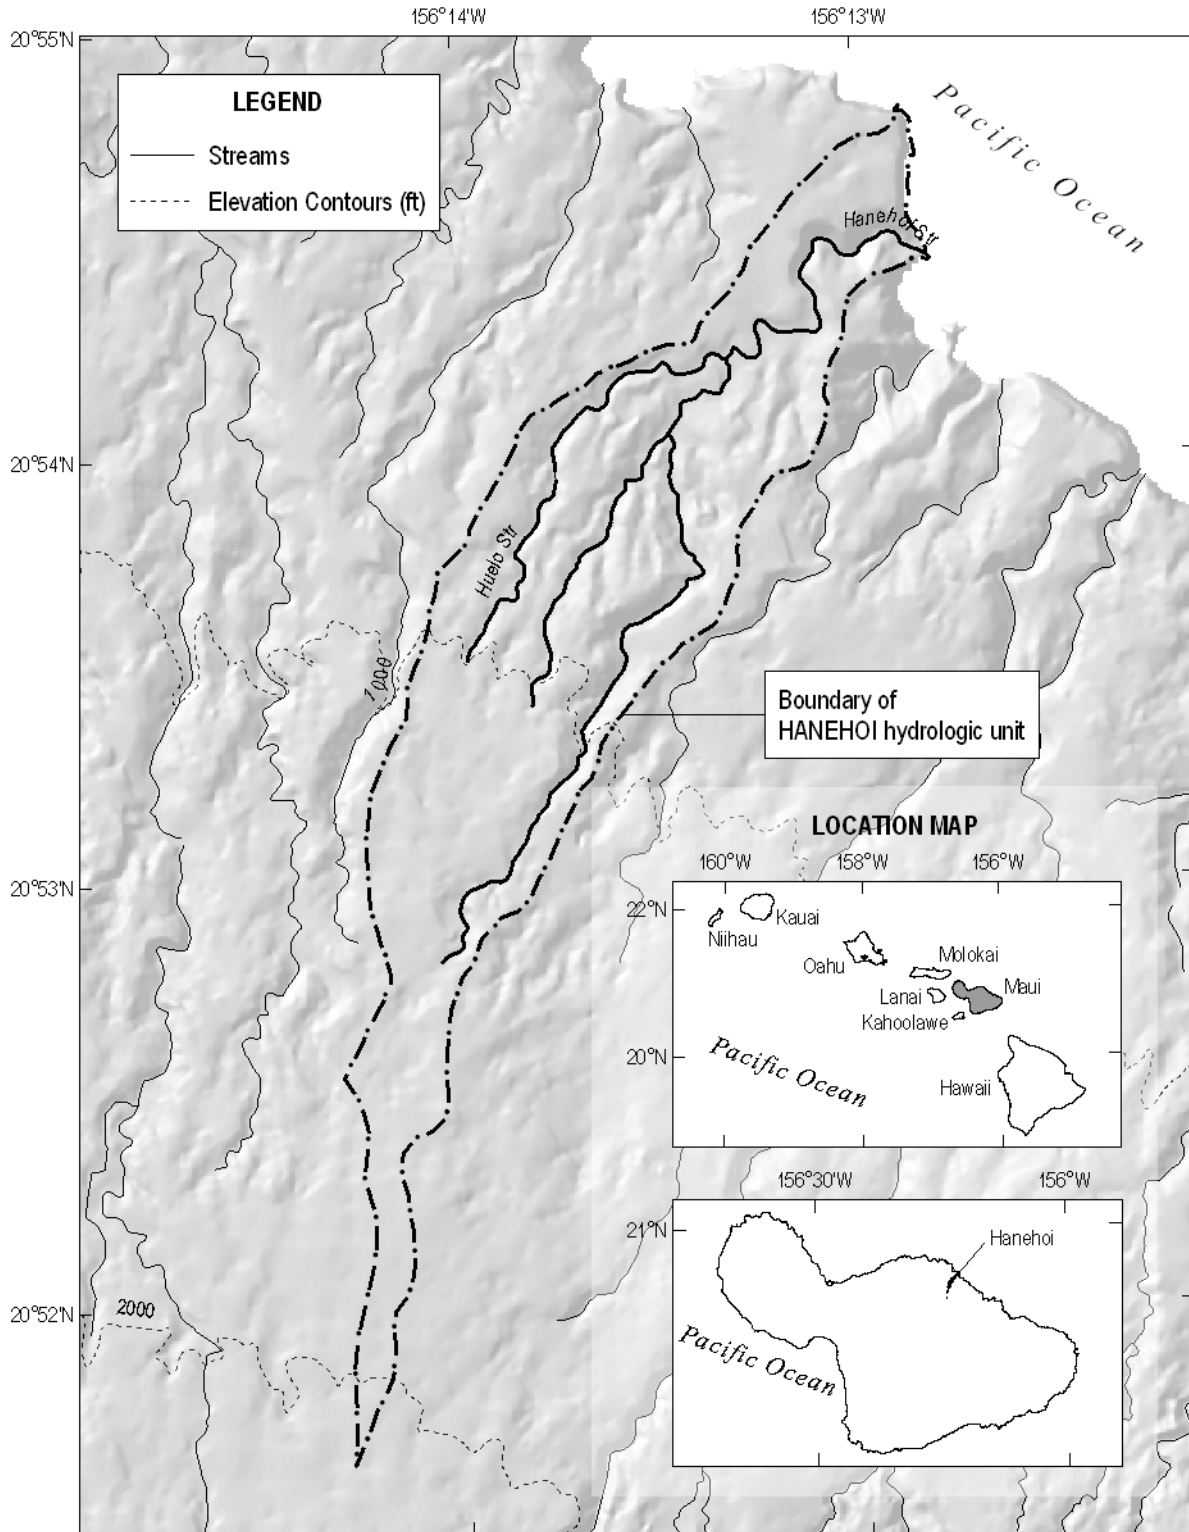 156°14'W
156°13'W
20°55'N
LEGEND
Streams
Elevation Contours (ft)
Pacific Ocean
Hanehoi Str
20°54'N
Huelo Str
1000
Boundary of
HANEHOI hydrologic unit
LOCATION MAP
160°W
158°W
156°W
20°53'N
22°N
Kauai
Niihau
Oahu
Molokai
Lanai
Maui
Kahoolawe
20°N
Pacific Ocean
Hawaii
156°30'W
156°W
21°N
Hanehoi
20°52'N
2000
Pacific Ocean